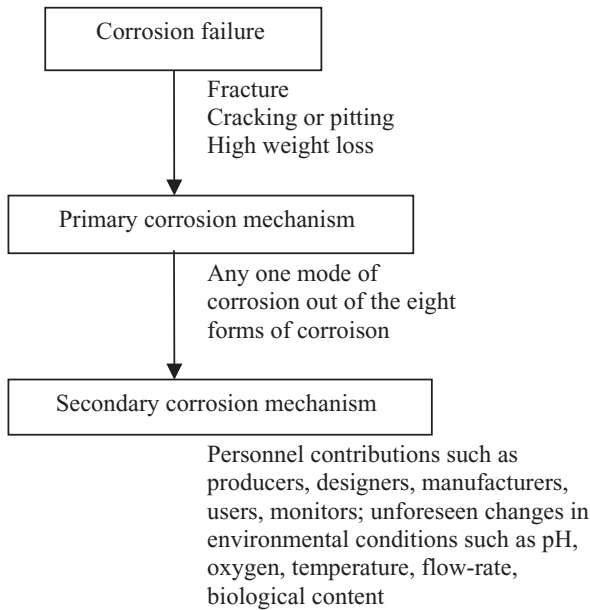 Corrosion failure
Fracture
Cracking or pitting
High weight loss
Primary corrosion mechanism
Any one mode of
corrosion out of the eight
forms of corroison
Secondary corrosion mechanism
Personnel contributions such as
producers, designers, manufacturers,
users, monitors; unforeseen changes in
environmental conditions such as pH,
oxygen, temperature, flow-rate,
biological content